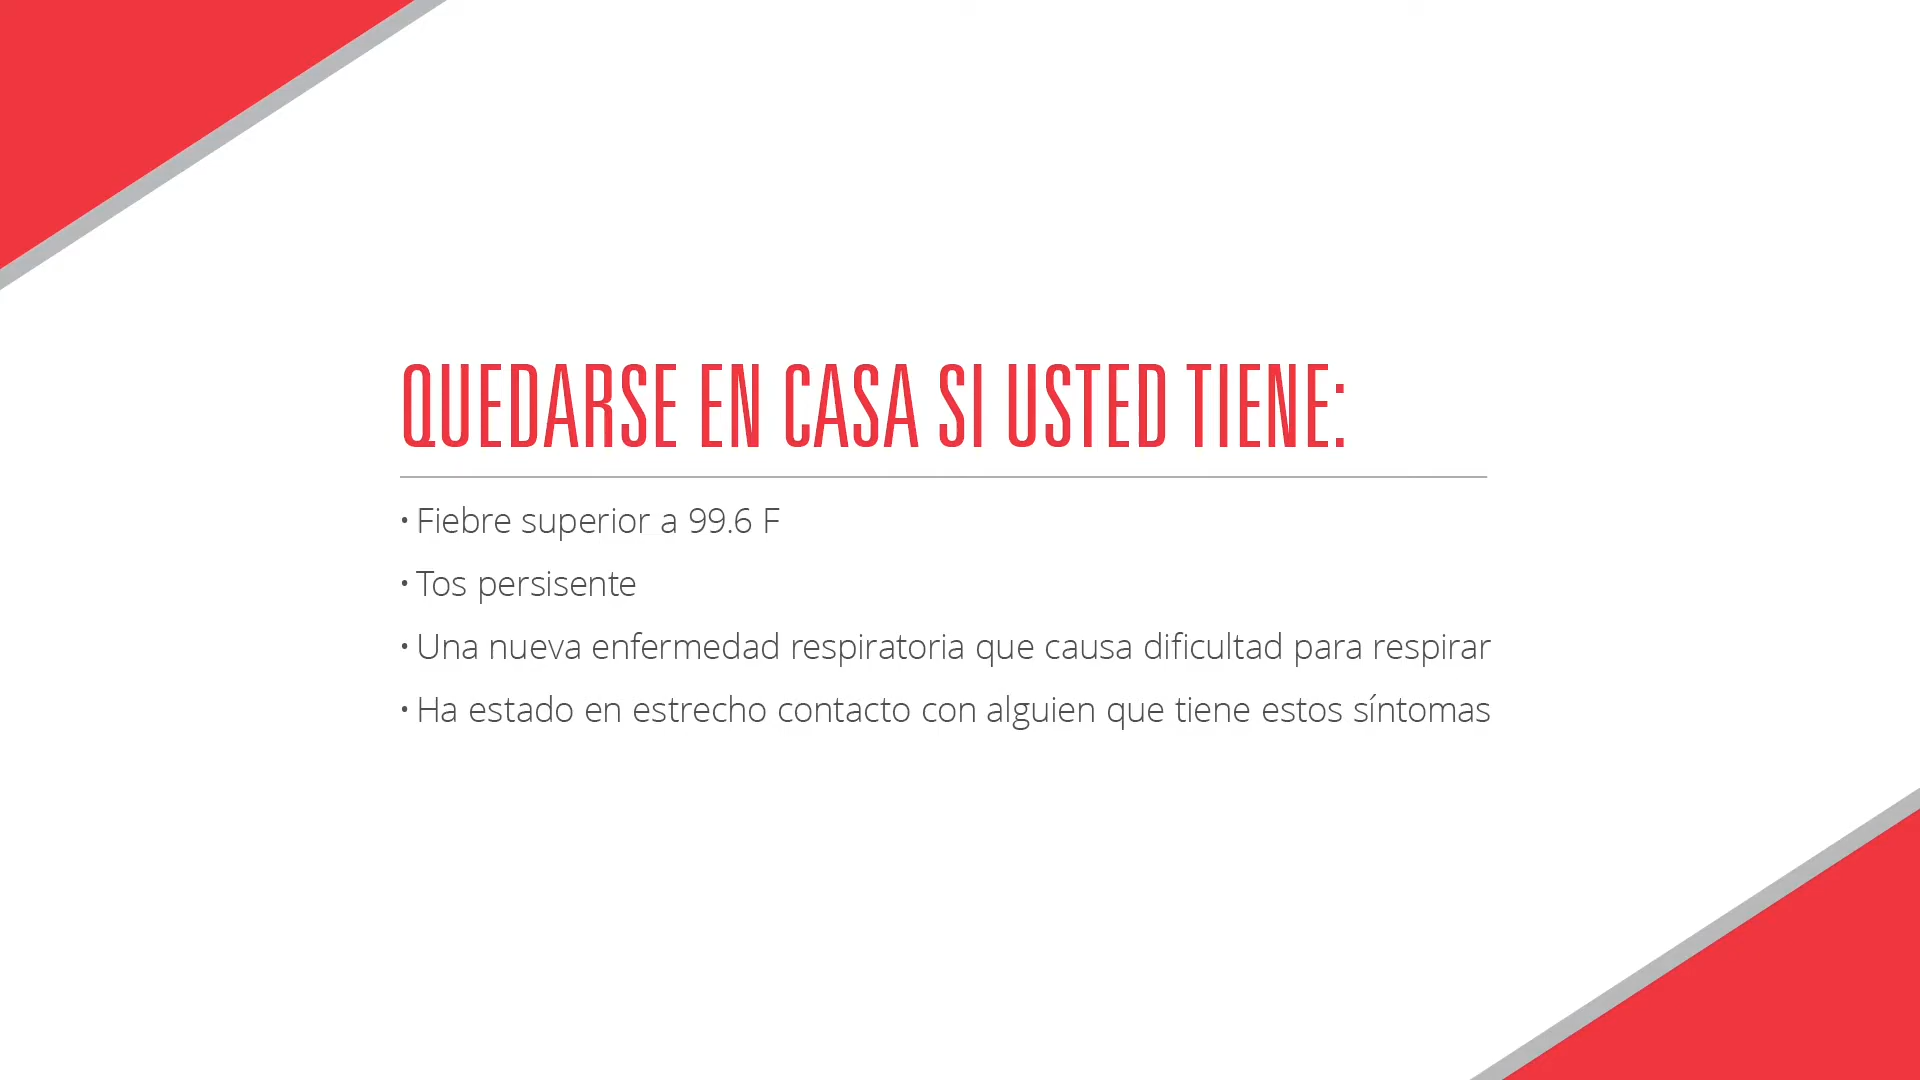 QUEDARSE EN CASA SI USTED TIENE:
• Fiebre superior a 99.6 F
• Tos persisente
• Una nueva enfermedad respiratoria que causa dificultad para respirar
• Ha estado en estrecho contacto con alguien que tiene estos síntomas